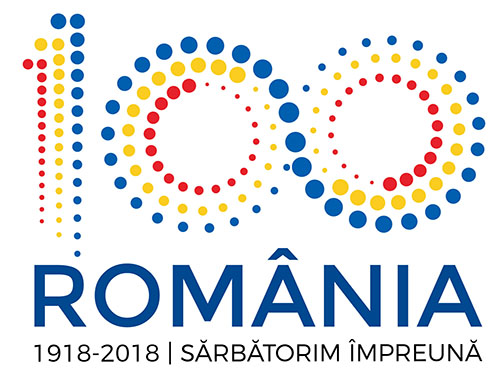 100
ROMÂNIA
1918-2018 | SĂRBĂTORIM ÎMPREUNĂ